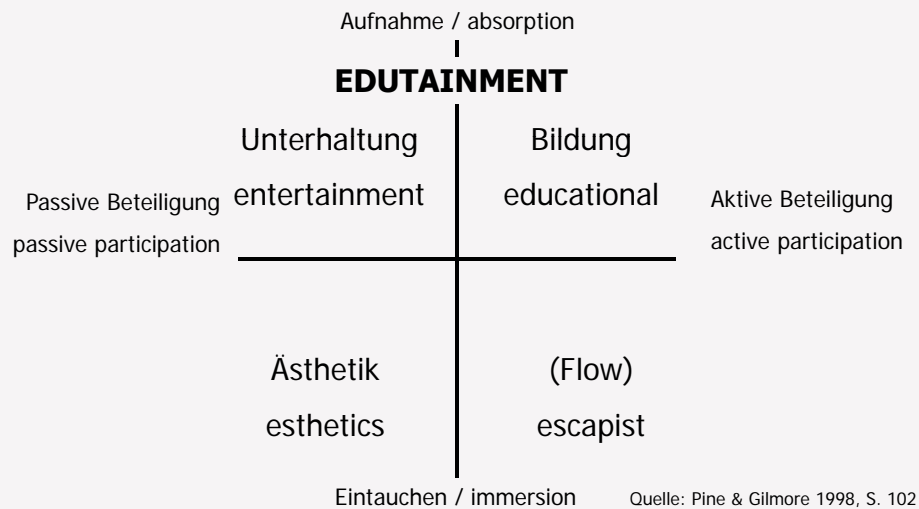 Aufnahme / absorption
EDUTAINMENT
Unterhaltung
entertainment
Bildung
educational
Passive Beteiligung
passive participation
Aktive Beteiligung
active participation
Ästhetik
esthetics
(Flow)
escapist
Eintauchen / immersion
Quelle: Pine & Gilmore 1998, S. 102